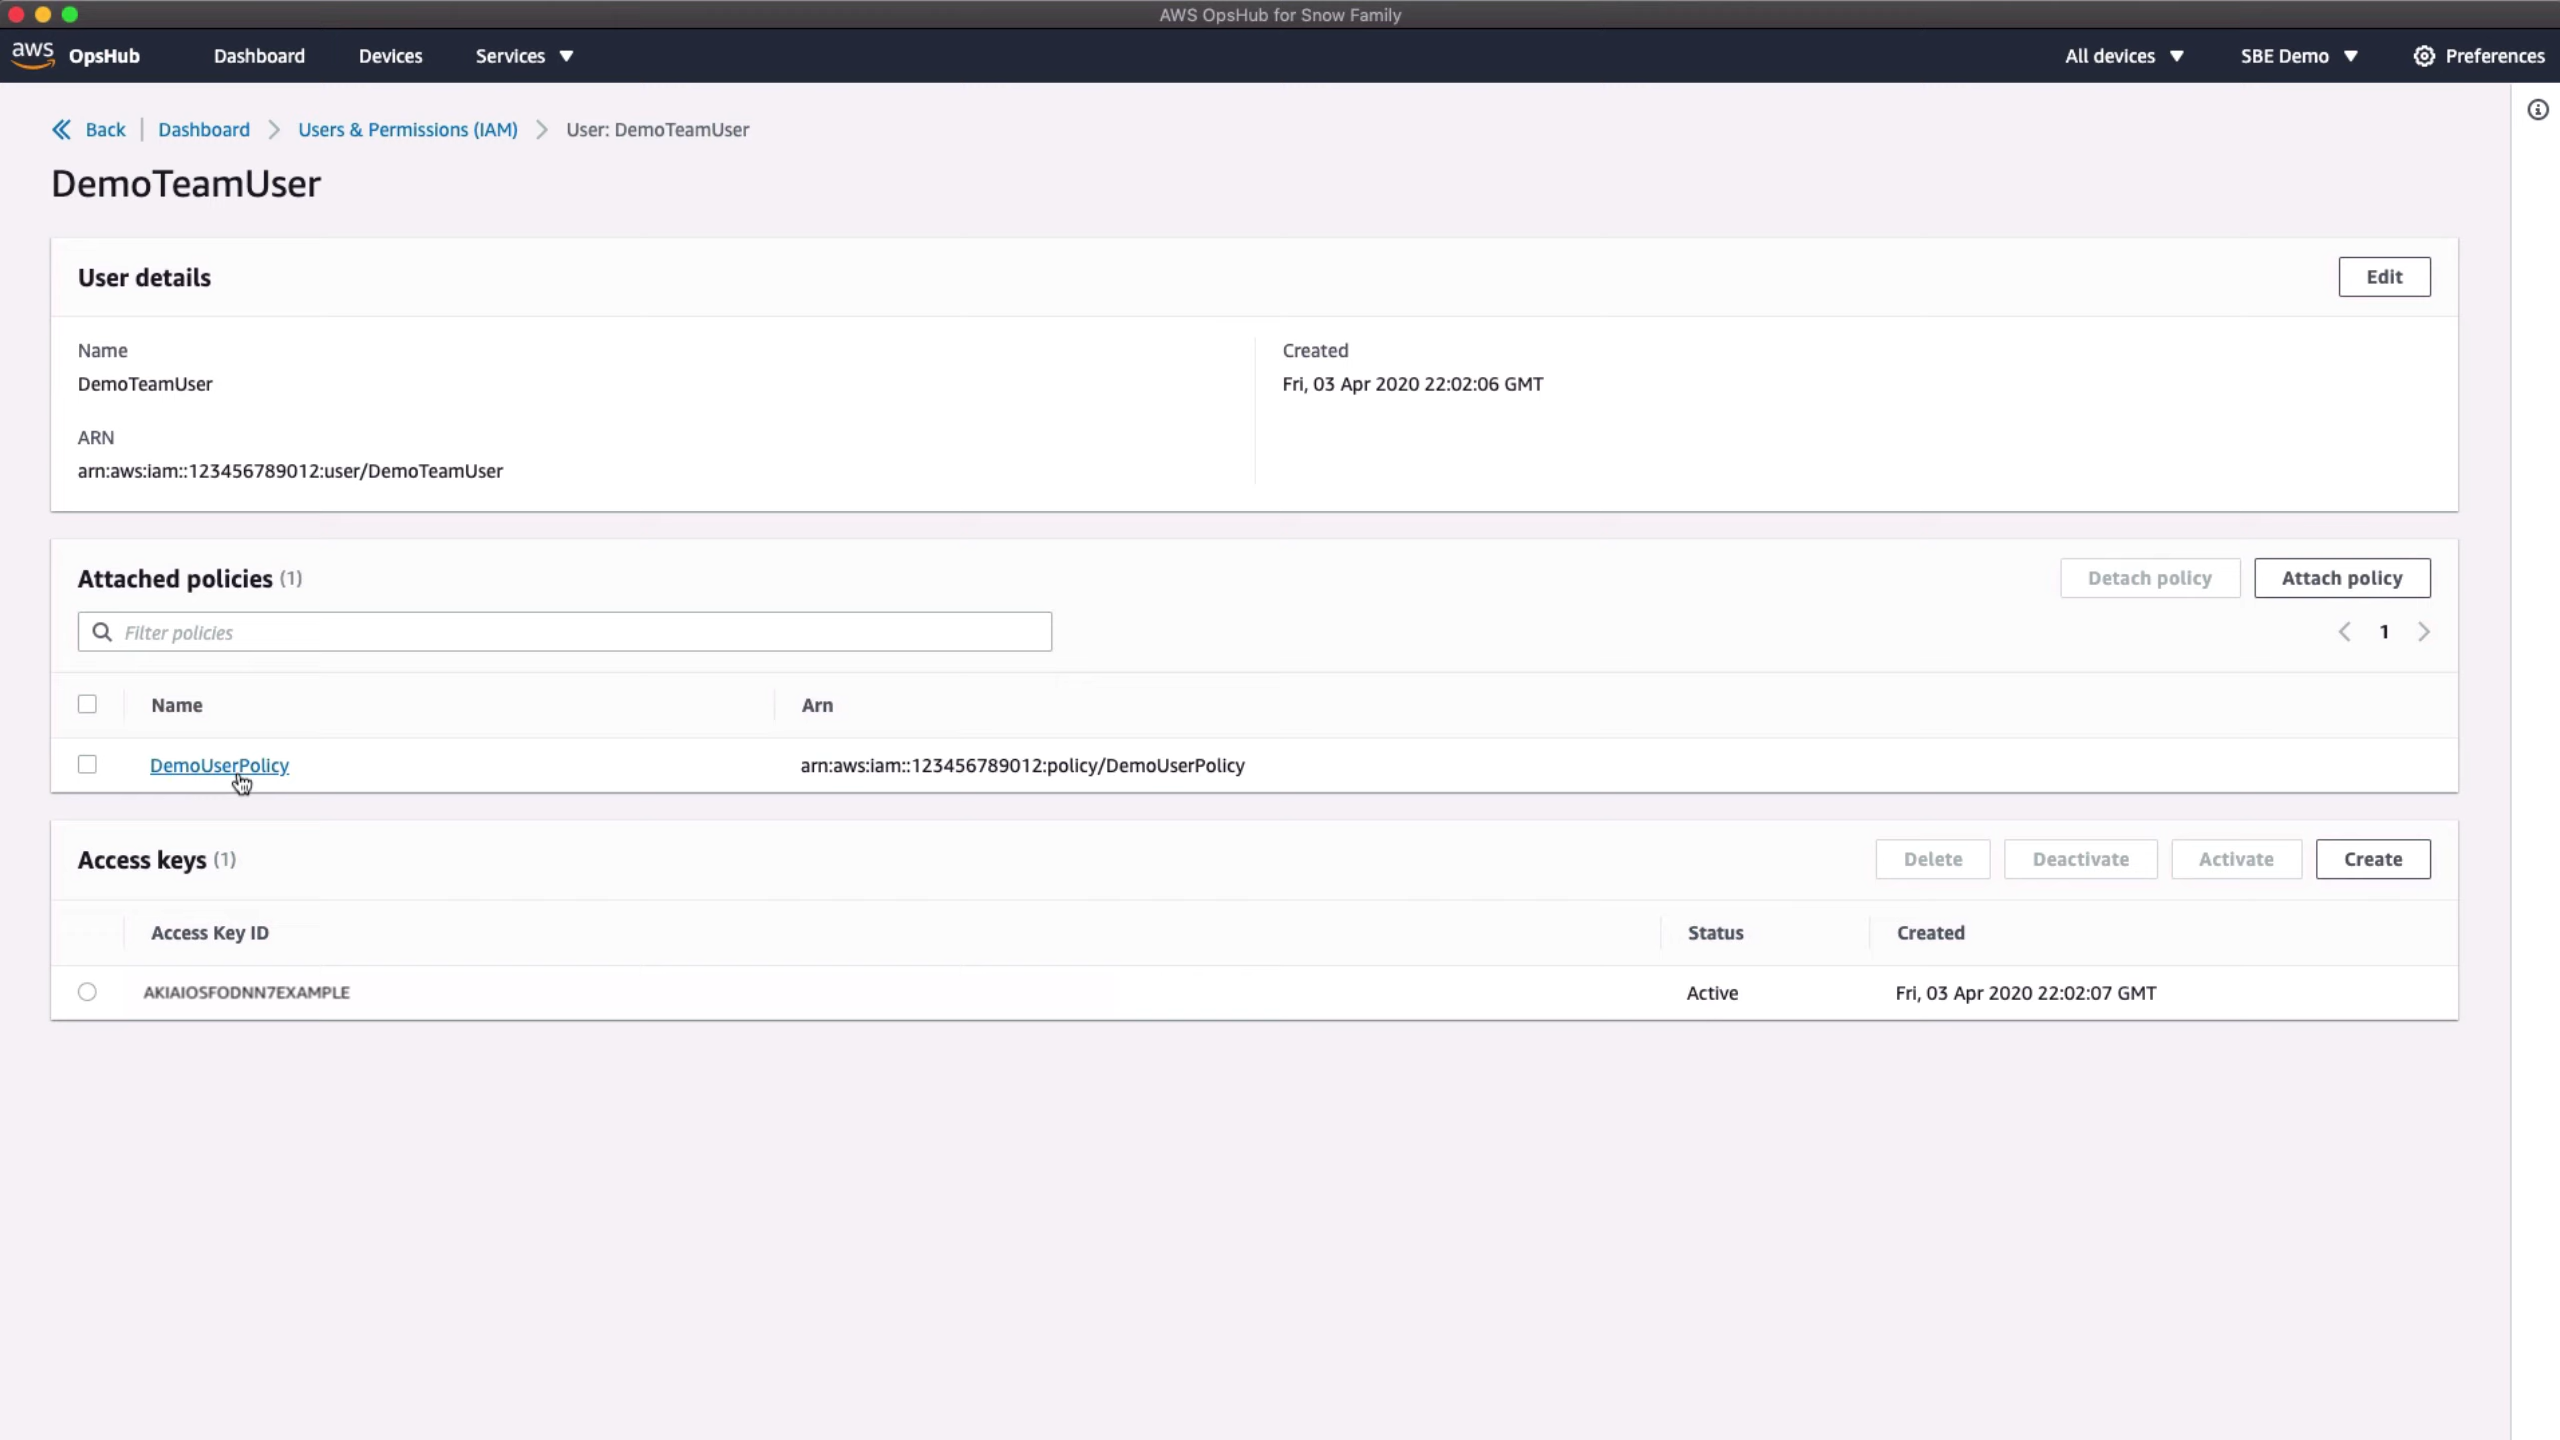 AWS OpsHub for Snow Family
aws OpsHub Dashboard Devices Services All devices SBE Demo Preferences
Back Dashboard Users & Permissions (IAM) User: DemoTeamUser
DemoTeamUser
User details Edit
Name Created
DemoTeamUser Fri, 03 Apr 2020 22:02:06 GMT
ARN
arn:aws:iam::123456789012:user/DemoTeamUser
Attached policies (1) Detach policy Attach policy
Filter policies 1
Name Arn
DemoUserPolicy arn:aws:iam::123456789012:policy/DemoUserPolicy
Access keys (1) Delete Deactivate Activate Create
Access Key ID Status Created
AKIAIOSFODNN7EXAMPLE Active Fri, 03 Apr 2020 22:02:07 GMT